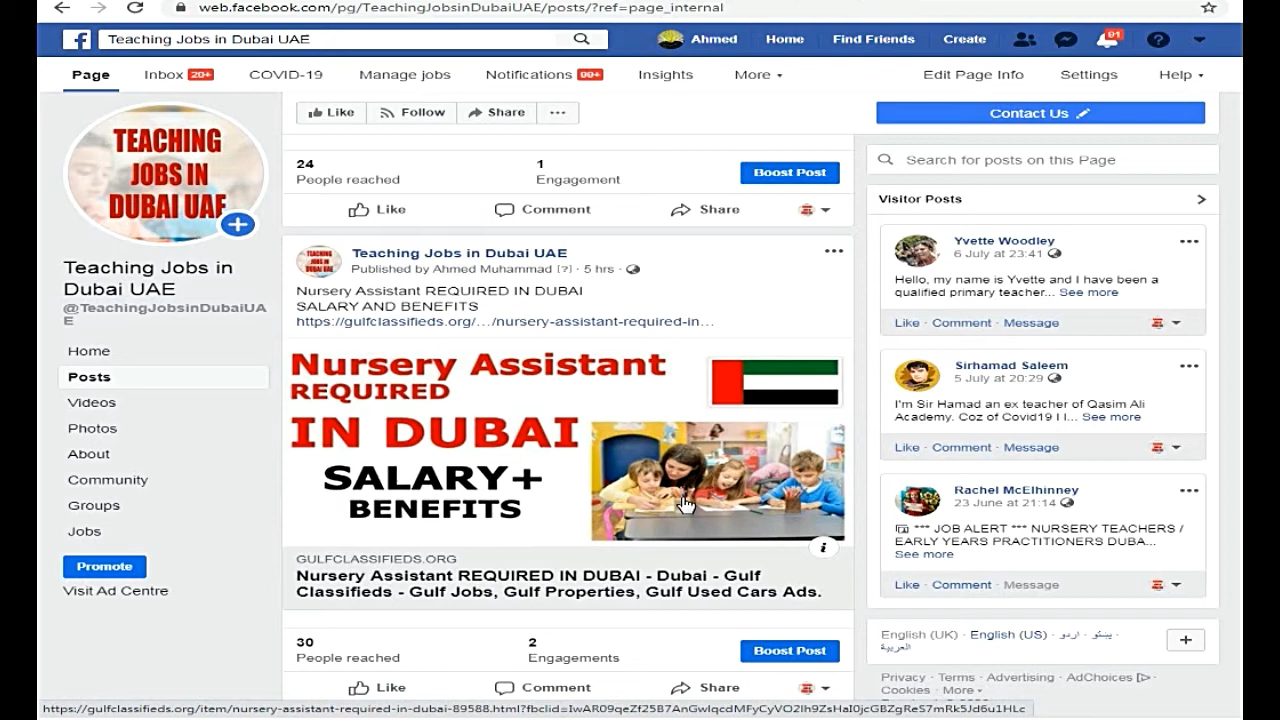 web.facebook.com/pg/TeachingJobsinDubaiUAE/posts/?ref=page_internal
Teaching Jobs in Dubai UAE
Ahmed
Home
Find Friends
Create
91
Page
Inbox 20+
COVID-19
Manage jobs
Notifications 99+
Insights
More
Edit Page Info
Settings
Help
TEACHING
JOBS IN
DUBAI UAE
Teaching Jobs in
Dubai UAE
@TeachingJobsinDubaiUA
E
Home
Posts
Videos
Photos
About
Community
Groups
Jobs
Promote
Visit Ad Centre
Like
Follow
Share
24
People reached
1
Engagement
Boost Post
Like
Comment
Share
TEACHING
JOBS IN
DUBAI UAE
Teaching Jobs in Dubai UAE
Published by Ahmed Muhammad [?] · 5 hrs ·
Nursery Assistant REQUIRED IN DUBAI
SALARY AND BENEFITS
https://gulfclassifieds.org/.../nursery-assistant-required-in...
Nursery Assistant
REQUIRED
IN DUBAI
SALARY+
BENEFITS
GULFCLASSIFIEDS.ORG
Nursery Assistant REQUIRED IN DUBAI - Dubai - Gulf
Classifieds - Gulf Jobs, Gulf Properties, Gulf Used Cars Ads.
30
People reached
2
Engagements
Boost Post
Like
Comment
Share
Contact Us
Search for posts on this Page
Visitor Posts
Yvette Woodley
6 July at 23:41
Hello, my name is Yvette and I have been a
qualified primary teacher... See more
Like · Comment · Message
Sirhamad Saleem
5 July at 20:29
I'm Sir Hamad an ex teacher of Qasim Ali
Academy. Coz of Covid19 I l... See more
Like · Comment · Message
Rachel McElhinney
23 June at 21:14
*** JOB ALERT *** NURSERY TEACHERS /
EARLY YEARS PRACTITIONERS DUBA...
See more
Like · Comment · Message
English (UK) · English (US) · اردو · پښتو ·
العربية
Privacy · Terms · Advertising · AdChoices ·
Cookies · More